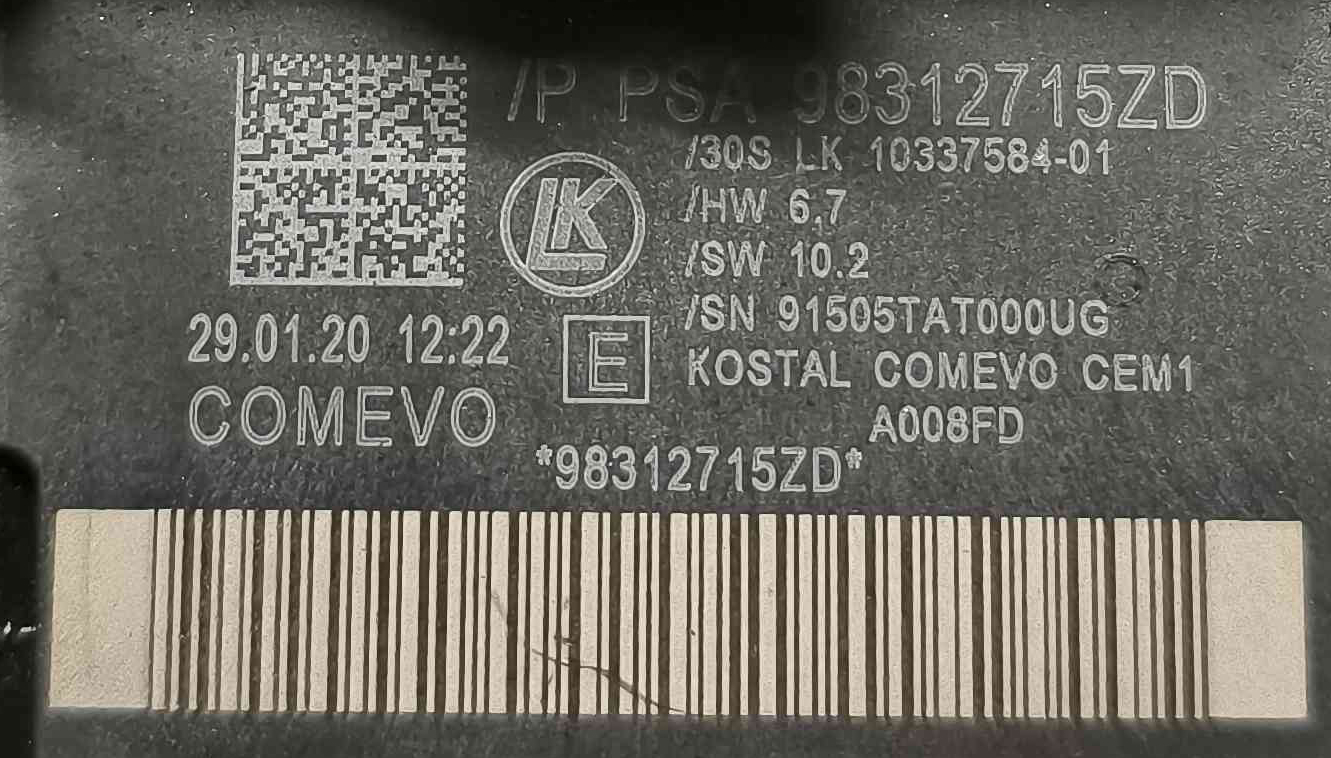 /P PSA 98312715ZD
/30S LK 10337584-01
LK
/HW 6.7
/SW 10.2
/SN 91505TAT000UG
29.01.20 12:22
E
KOSTAL COMEVO CEM1
COMEVO
A008FD
*98312715ZD*